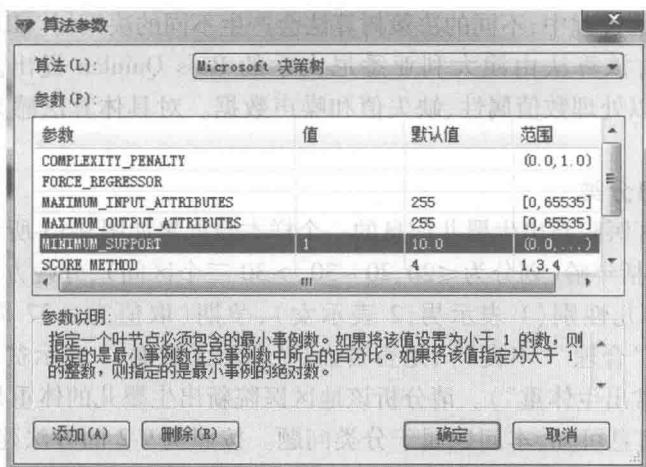 算法参数
算法(L):
Microsoft 决策树
参数(P):
参数 值 默认值 范围
COMPLEXITY_PENALTY (0.0,1.0)
FORCE_REGRESSOR
MAXIMUM_INPUT_ATTRIBUTES 255 [0,65535]
MAXIMUM_OUTPUT_ATTRIBUTES 255 [0,65535]
MINIMUM_SUPPORT 1 10.0 (0.0,...)
SCORE METHOD 4 1,3,4
参数说明:
指定一个叶节点必须包含的最小事例数。如果将该值设置为小于 1 的数，则
指定的是最小事例数在总事例数中所占的百分比。如果将该值指定为大于 1
的整数，则指定的是最小事例的绝对数。
添加(A) 删除(R) 确定 取消